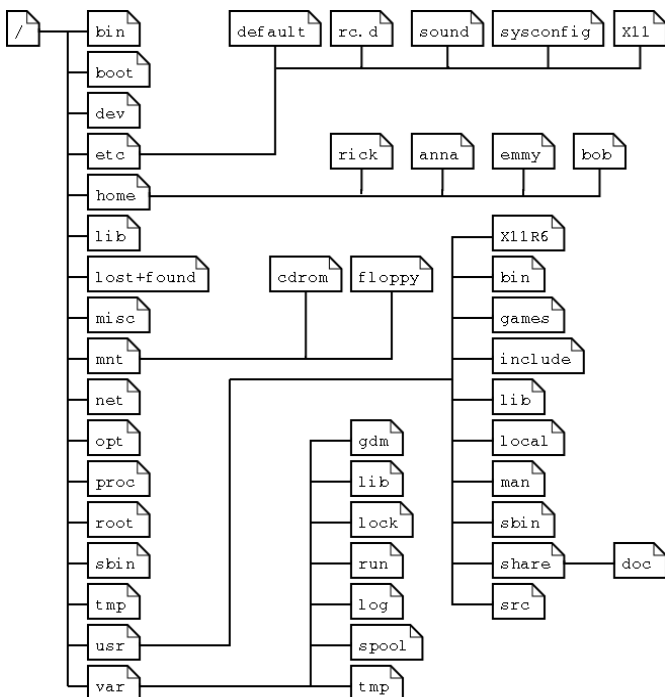 /
bin
default
rc.d
sound
sysconfig
X11
boot
dev
etc
rick
anna
emmy
bob
home
lib
X11R6
lost+found
cdrom
floppy
bin
misc
games
mnt
include
net
lib
opt
gdm
local
proc
lib
man
root
lock
sbin
sbin
run
share
doc
tmp
log
src
usr
spool
var
tmp